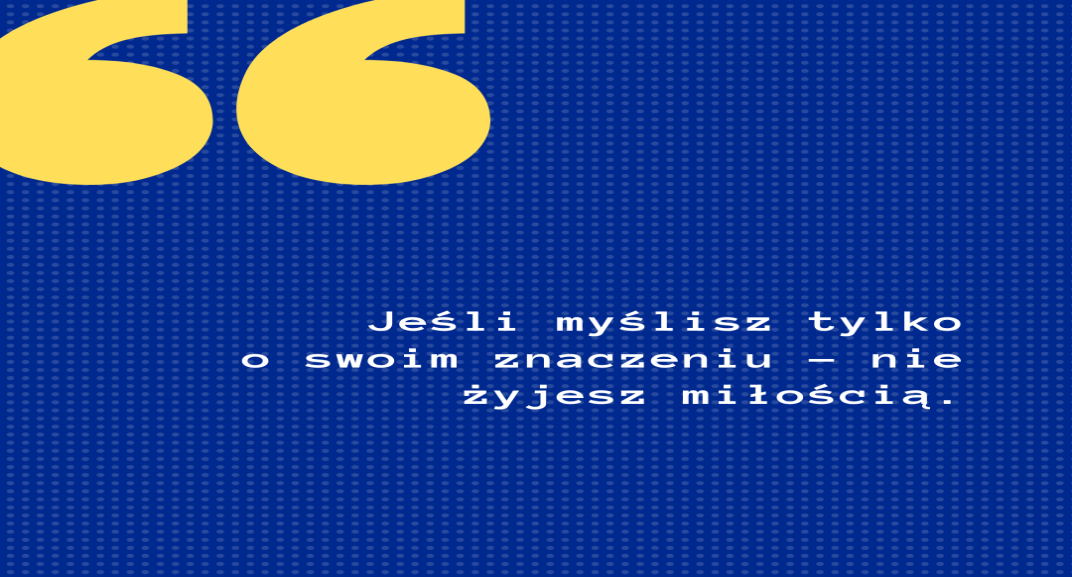 Jeśli myślisz tylko
o swoim znaczeniu – nie
żyjesz miłością.